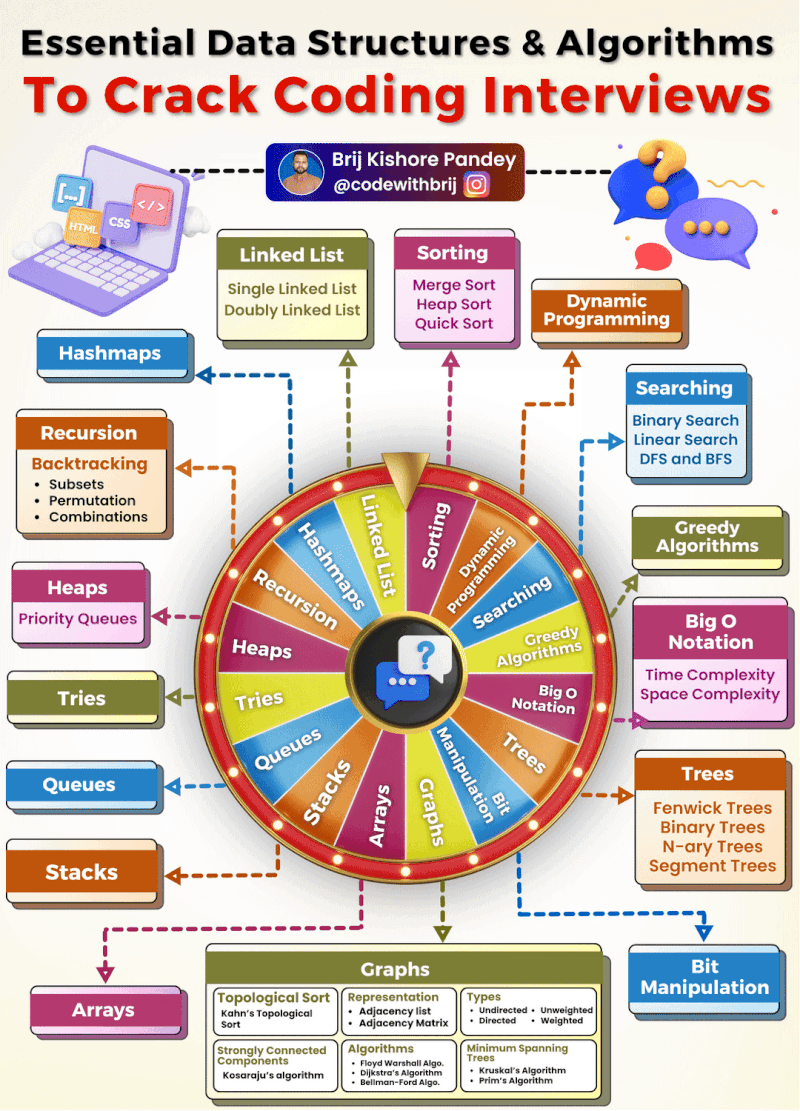 Essential Data Structures & Algorithms
To Crack Coding Interviews
Brij Kishore Pandey
@codewithbrij
[...]
</>
HTML
CSS
Linked List
Single Linked List
Doubly Linked List
Sorting
Merge Sort
Heap Sort
Quick Sort
Dynamic
Programming
Hashmaps
Searching
Binary Search
Linear Search
DFS and BFS
Recursion
Backtracking
• Subsets
• Permutation
• Combinations
Greedy
Algorithms
Heaps
Priority Queues
Big O
Notation
Time Complexity
Space Complexity
Tries
Queues
Trees
Fenwick Trees
Binary Trees
N-ary Trees
Segment Trees
Stacks
Arrays
Bit
Manipulation
Linked List
Sorting
Dynamic
Programming
Searching
Greedy
Algorithms
Big O
Notation
Trees
Bit
Manipulation
Graphs
Arrays
Stacks
Queues
Tries
Heaps
Recursion
Hashmaps
Graphs
Topological Sort
Kahn's Topological
Sort
Representation
• Adjacency list
• Adjacency Matrix
Types
• Undirected • Unweighted
• Directed • Weighted
Strongly Connected
Components
Kosaraju's algorithm
Algorithms
• Floyd Warshall Algo.
• Dijkstra's Algorithm
• Bellman-Ford Algo.
Minimum Spanning
Trees
• Kruskal's Algorithm
• Prim's Algorithm